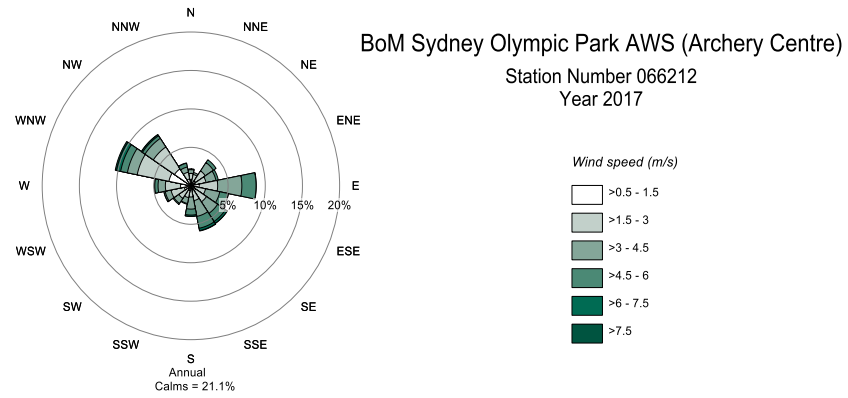 N
NNW
NNE
NW
NE
WNW
ENE
W
E
WSW
ESE
SW
SE
SSW
SSE
S
5%
10%
15%
20%
Annual
Calms = 21.1%
BoM Sydney Olympic Park AWS (Archery Centre)
Station Number 066212
Year 2017
Wind speed (m/s)
>0.5 - 1.5
>1.5 - 3
>3 - 4.5
>4.5 - 6
>6 - 7.5
>7.5